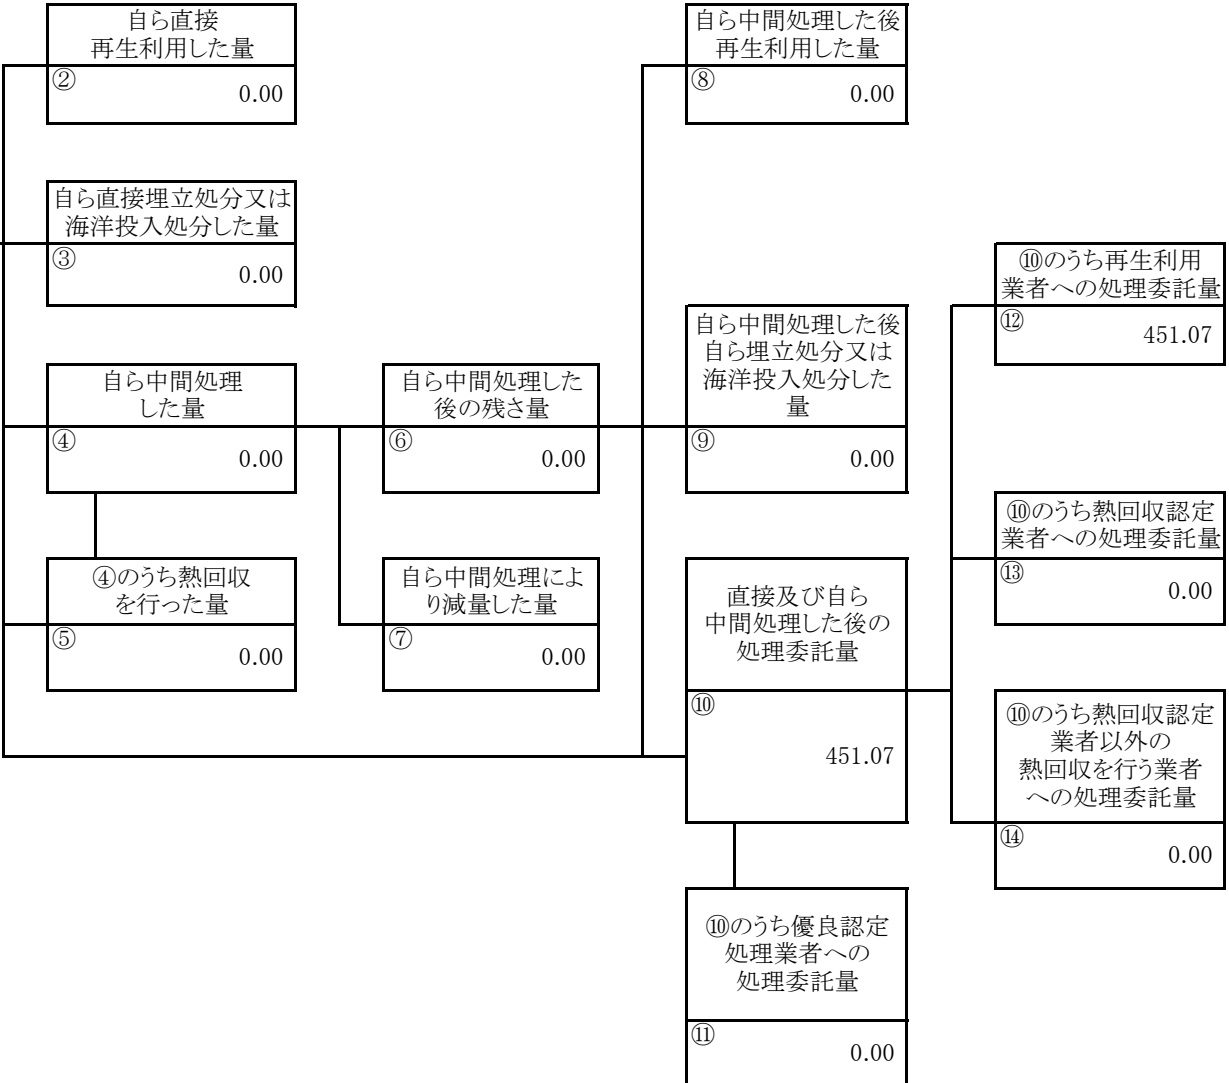 自ら直接
再生利用した量
②
0.00
自ら中間処理した後
再生利用した量
⑧
0.00
自ら直接埋立処分又は
海洋投入処分した量
③
0.00
⑩のうち再生利用
業者への処理委託量
⑫
451.07
自ら中間処理
した量
④
0.00
自ら中間処理した
後の残さ量
⑥
0.00
自ら中間処理した後
自ら埋立処分又は
海洋投入処分した
量
⑨
0.00
⑩のうち熱回収認定
業者への処理委託量
⑬
0.00
④のうち熱回収
を行った量
⑤
0.00
自ら中間処理によ
り減量した量
⑦
0.00
直接及び自ら
中間処理した後の
処理委託量
⑩
451.07
⑩のうち熱回収認定
業者以外の
熱回収を行う業者
への処理委託量
⑭
0.00
⑩のうち優良認定
処理業者への
処理委託量
⑪
0.00